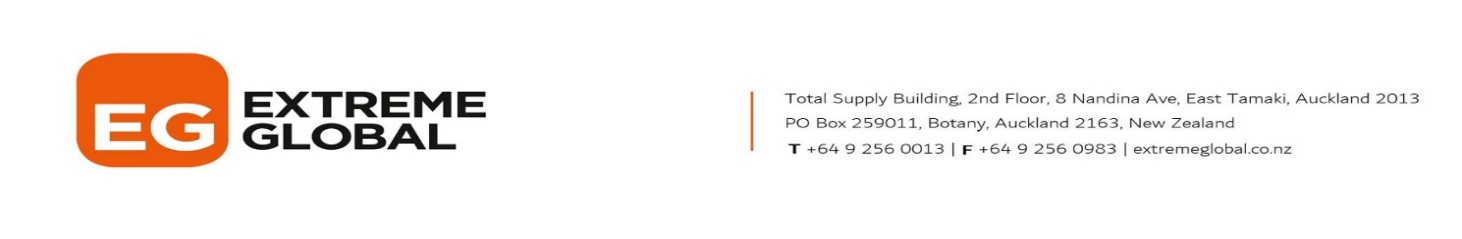 EG
EXTREME
GLOBAL
Total Supply Building, 2nd Floor, 8 Nandina Ave, East Tamaki, Auckland 2013
PO Box 259011, Botany, Auckland 2163, New Zealand
T +64 9 256 0013 | F +64 9 256 0983 | extremeglobal.co.nz